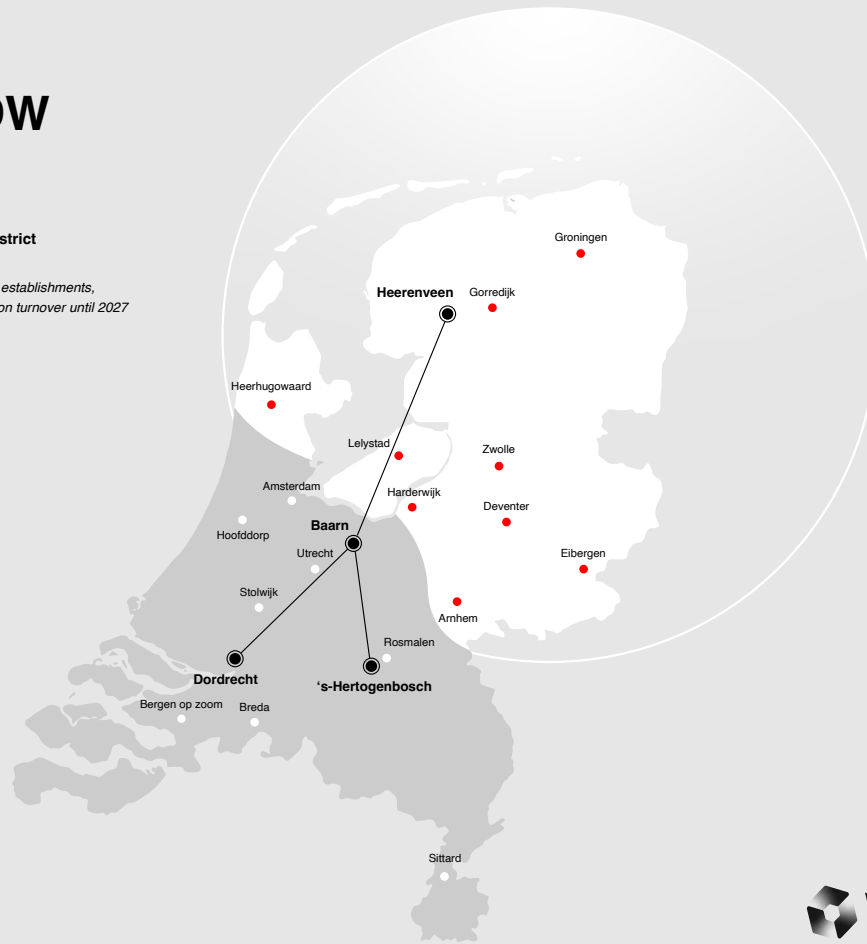 ow
strict
establishments,
on turnover until 2027
Groningen
Heerenveen
Gorredijk
Heerhugowaard
Lelystad
Zwolle
Amsterdam
Harderwijk
Deventer
Baarn
Hoofddorp
Utrecht
Eibergen
Stolwijk
Arnhem
Rosmalen
Dordrecht
‘s-Hertogenbosch
Bergen op zoom
Breda
Sittard